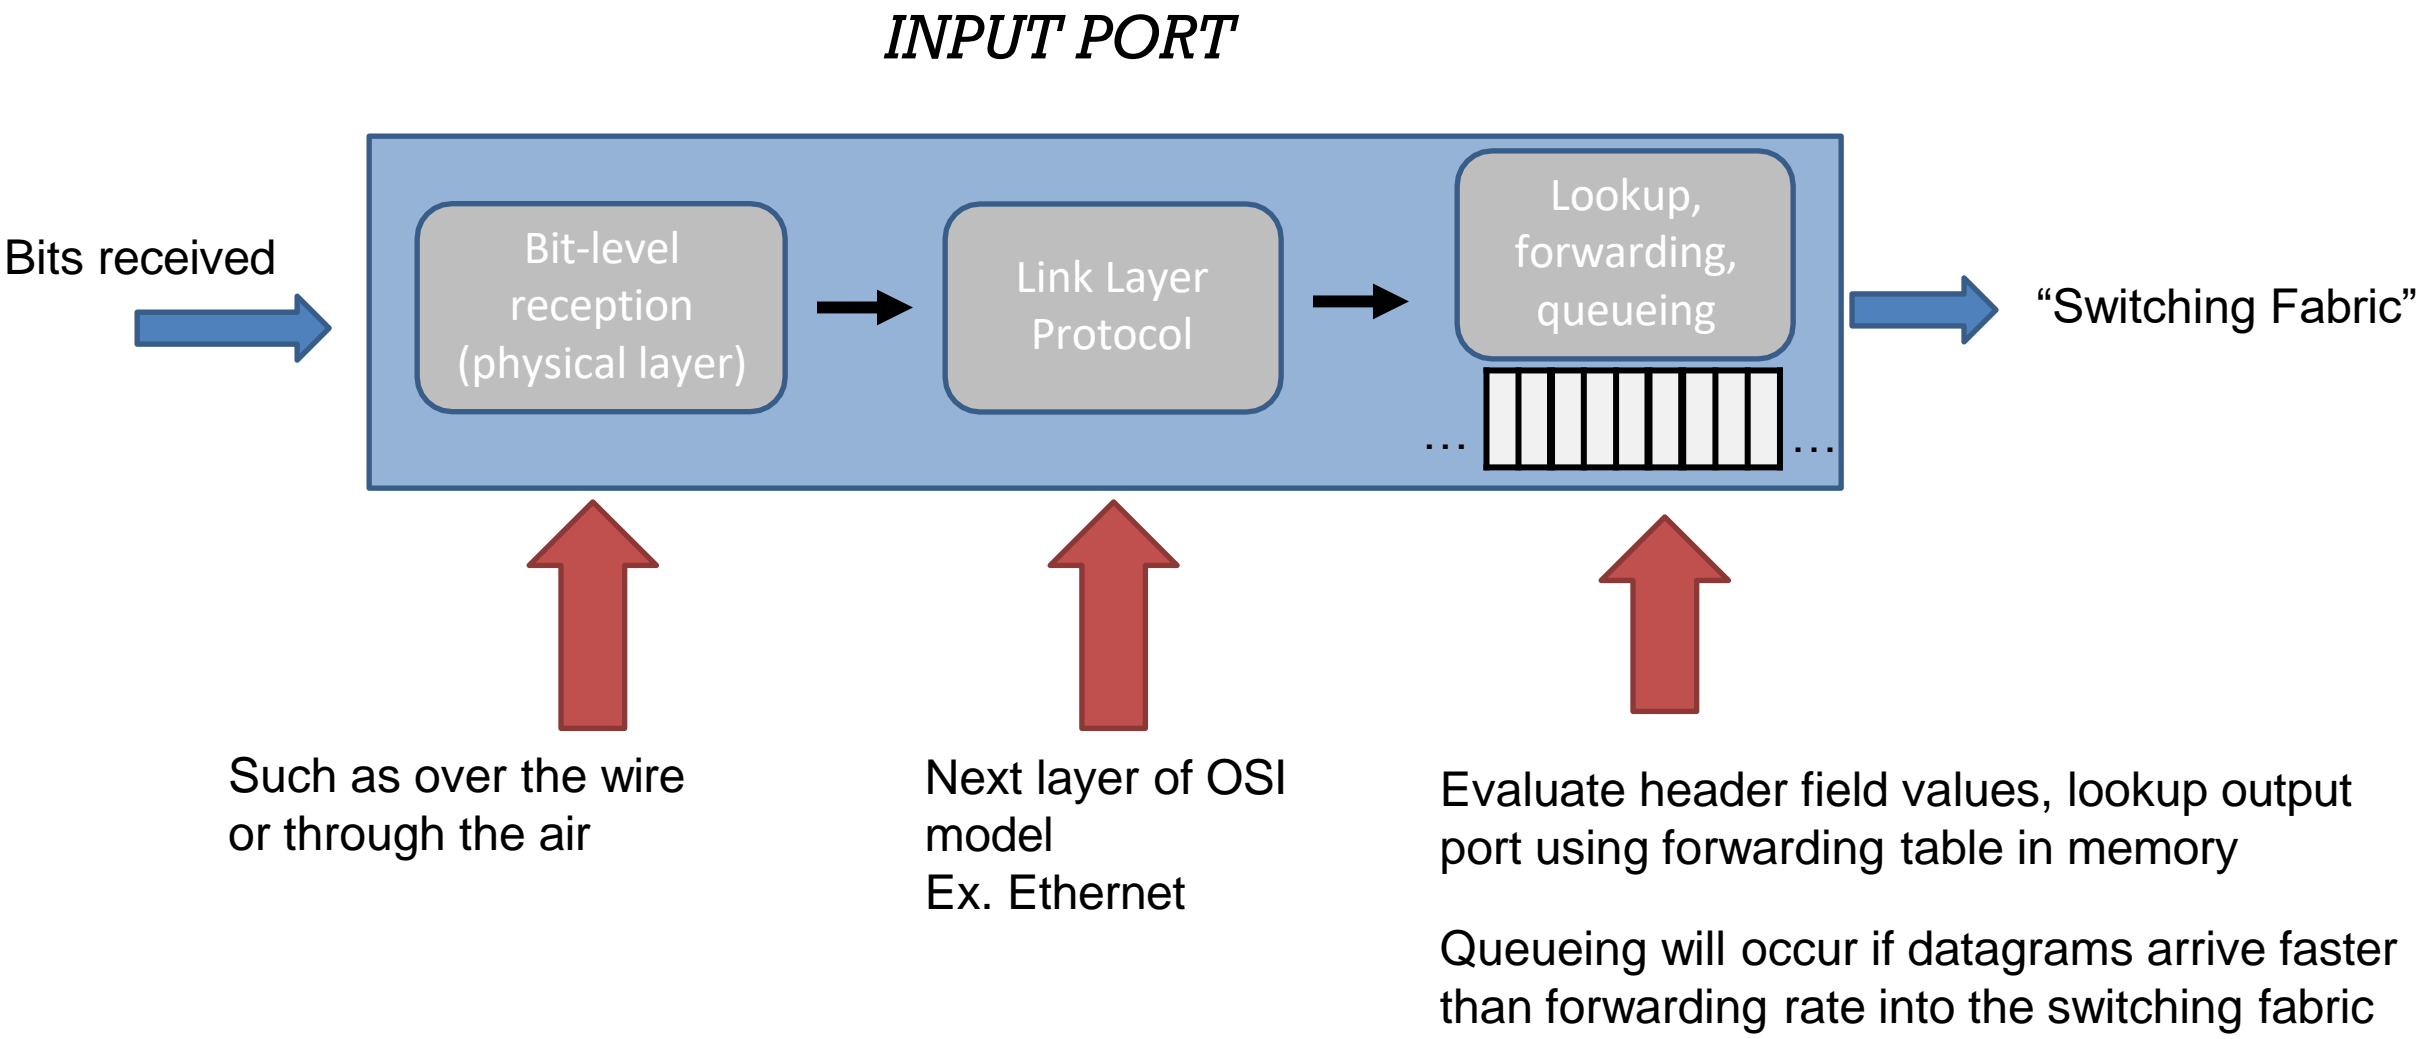 INPUT PORT
Bits received
Bit-level
reception
(physical layer)
Link Layer
Protocol
Lookup,
forwarding,
queueing
...
...
“Switching Fabric”
Such as over the wire
or through the air
Next layer of OSI
model
Ex. Ethernet
Evaluate header field values, lookup output
port using forwarding table in memory
Queueing will occur if datagrams arrive faster
than forwarding rate into the switching fabric